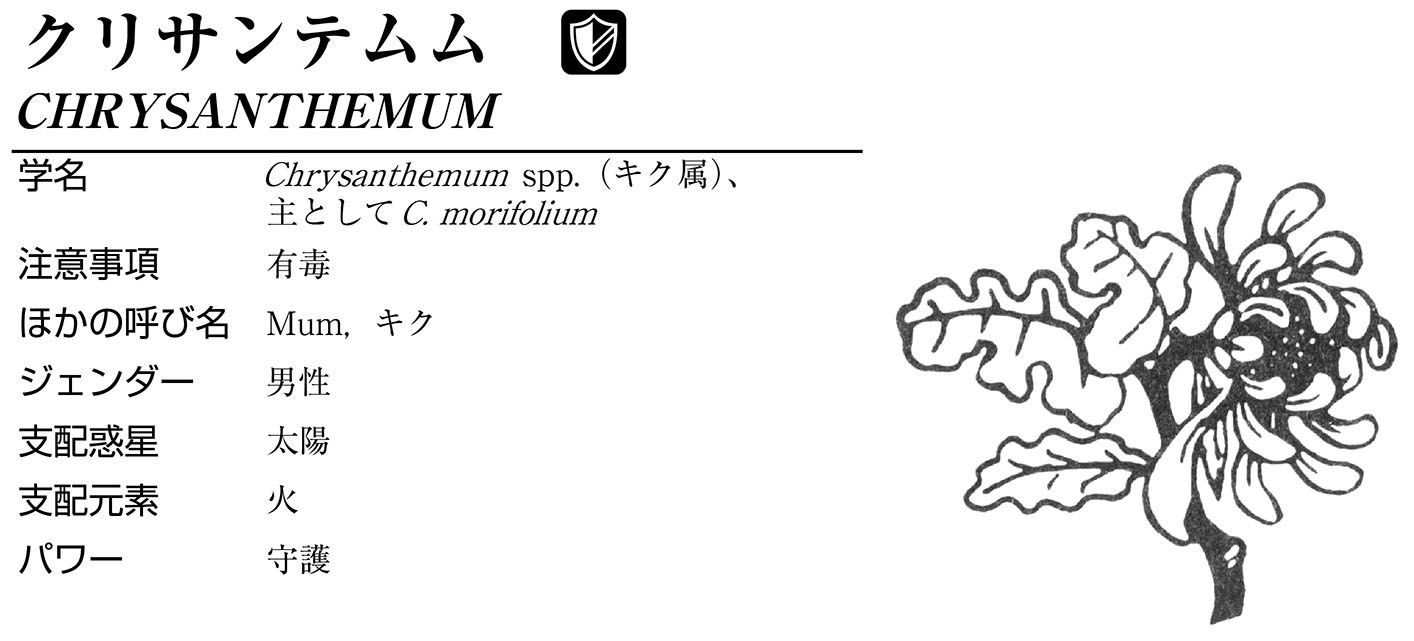 クリサンテムム
CHRYSANTHEMUM
学名 Chrysanthemum spp.（キク属）、
主としてC. morifolium
注意事項 有毒
ほかの呼び名 Mum, キク
ジェンダー 男性
支配惑星 太陽
支配元素 火
パワー 守護